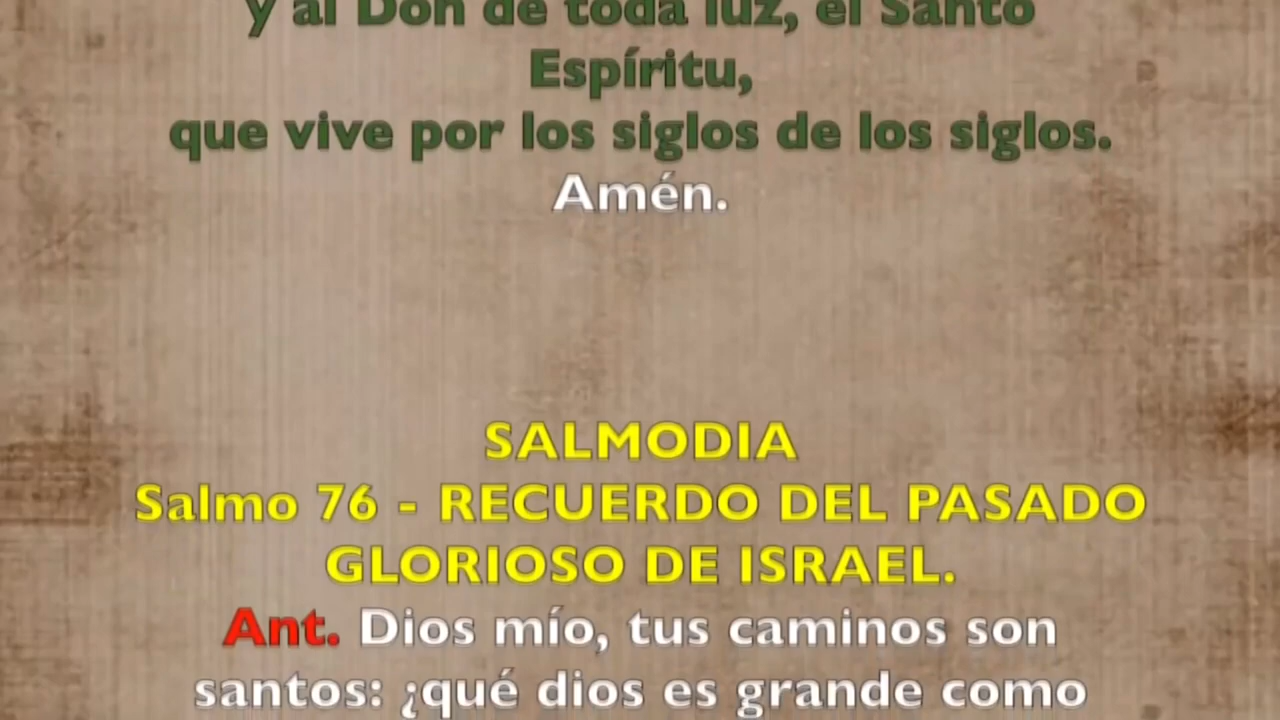 y al Don de toda luz, el Santo
Espíritu,
que vive por los siglos de los siglos.
Amén.
SALMODIA
Salmo 76 - RECUERDO DEL PASADO
GLORIOSO DE ISRAEL.
Ant. Dios mío, tus caminos son
santos: ¿qué dios es grande como